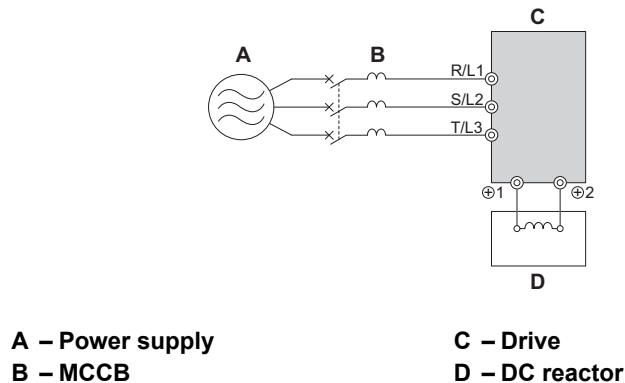 C
A
B
R/L1
S/L2
T/L3
⊕1
⊕2
D
A – Power supply
B – MCCB
C – Drive
D – DC reactor